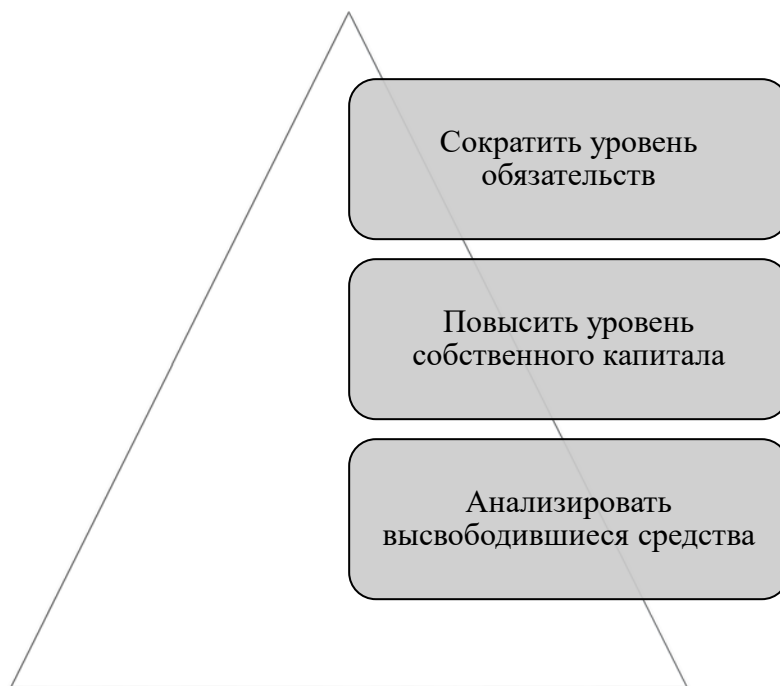 Сократить уровень
обязательств
Повысить уровень
собственного капитала
Анализировать
высвободившиеся средства